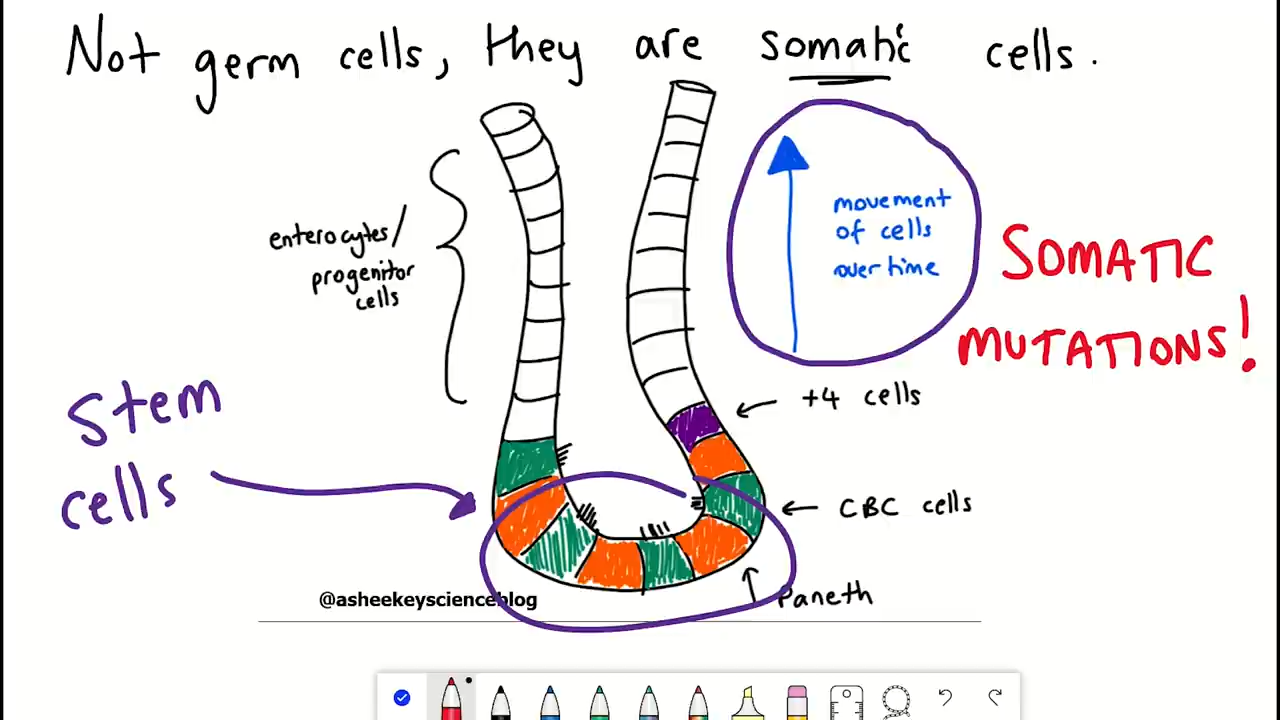 Not germ cells, they are somatic cells.
movement
of cells
over time
enterocytes/
progenitor
cells
SOMATIC
MUTATIONS!
+4 cells
Stem
cells
CBC cells
Paneth
@asheekeyscienceblog